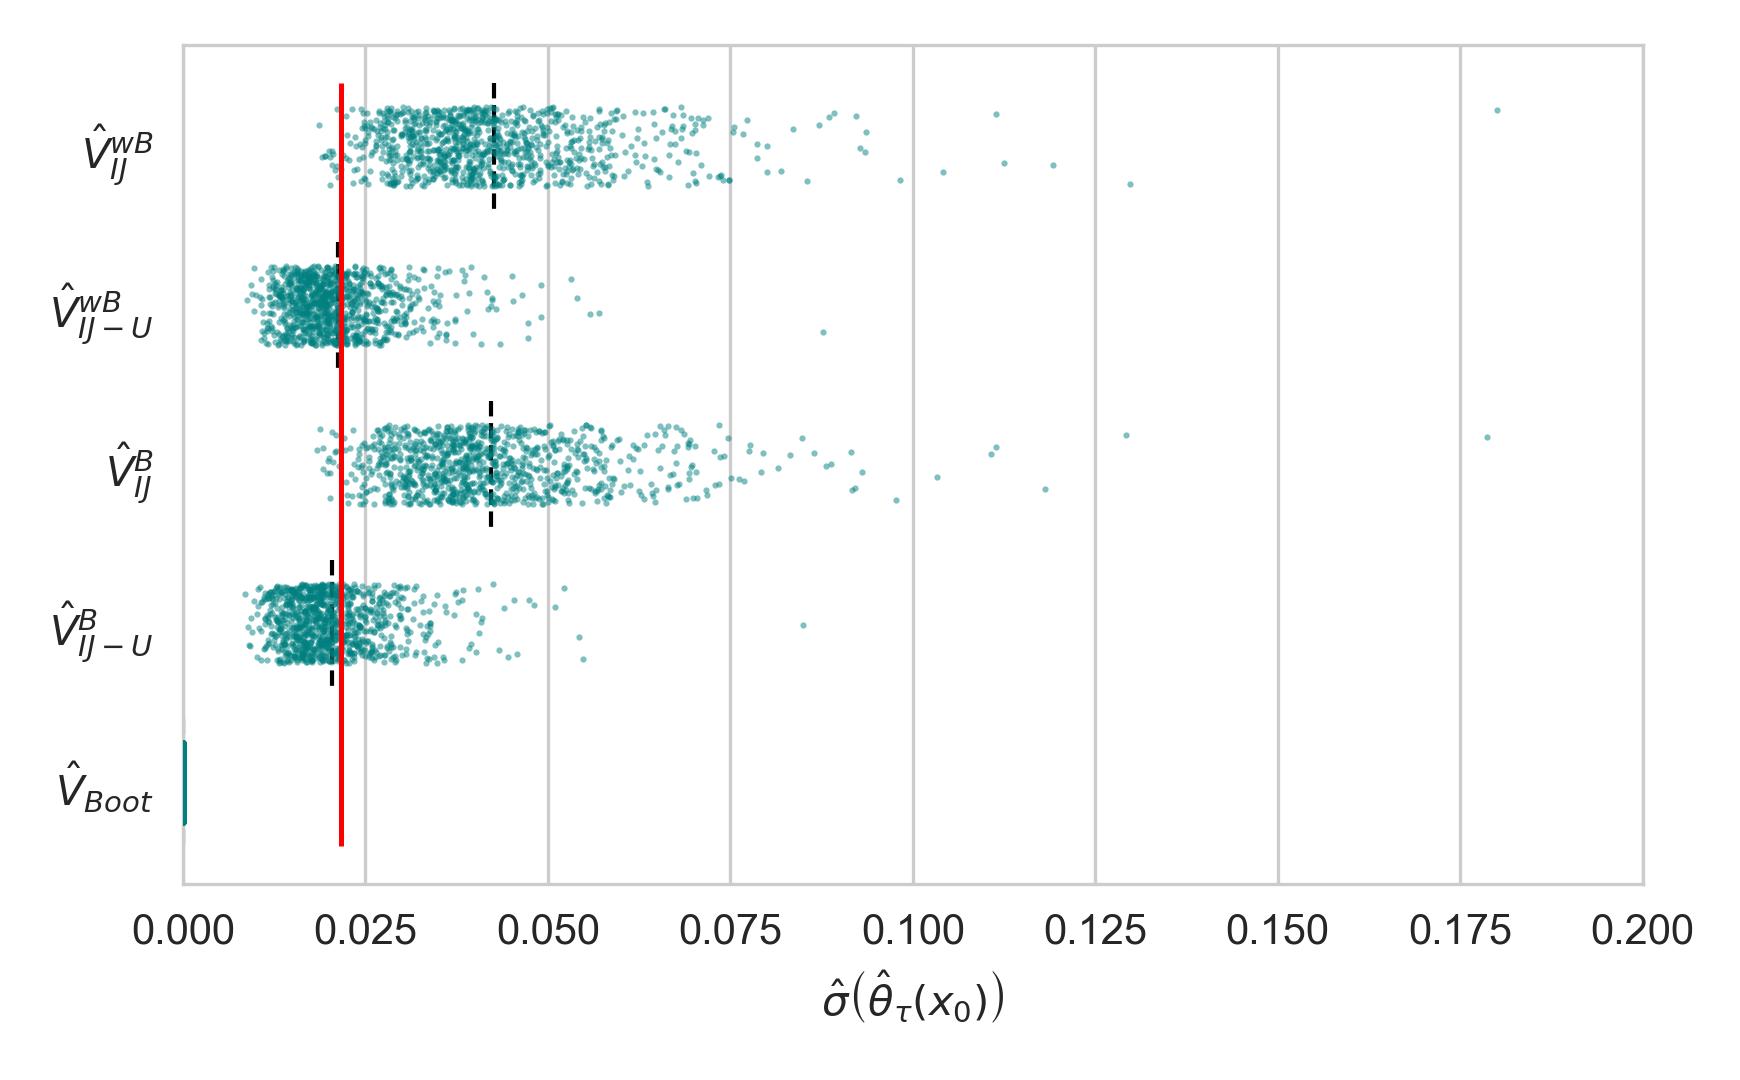 V̂^{wB}_{IJ}
V̂^{wB}_{IJ−U}
V̂^{B}_{IJ}
V̂^{B}_{IJ−U}
V̂_{Boot}
0.000 0.025 0.050 0.075 0.100 0.125 0.150 0.175 0.200
σ̂(θ̂_τ(x_0))